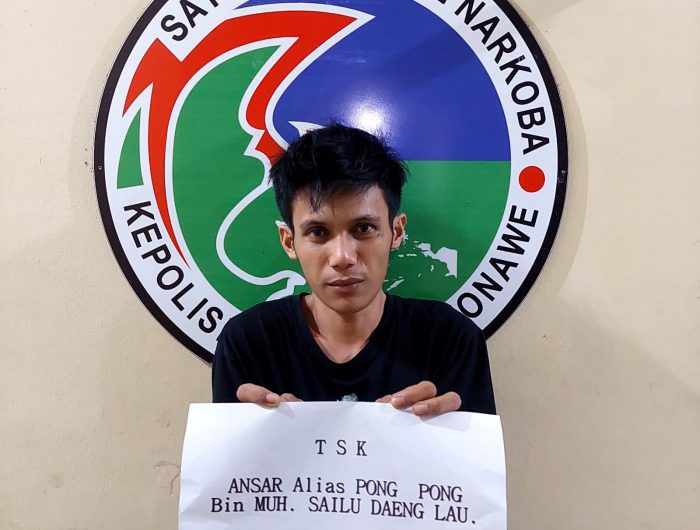 NARKOBA
KEPOLIS
ONAWE
T S K
ANSAR Alias PONG PONG
Bin MUH. SAILU DAENG LAU.